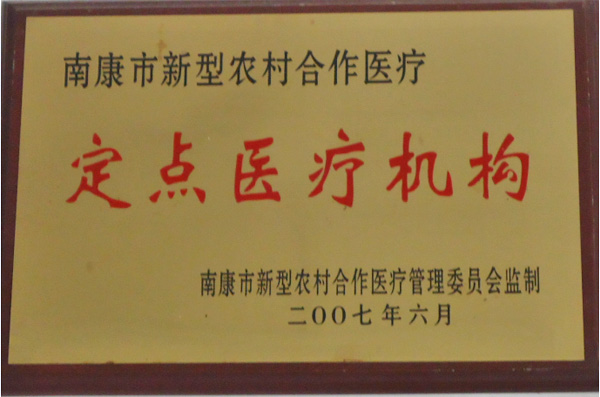 南康市新型农村合作医疗
定点医疗机构
南康市新型农村合作医疗管理委员会监制
二OO七年六月